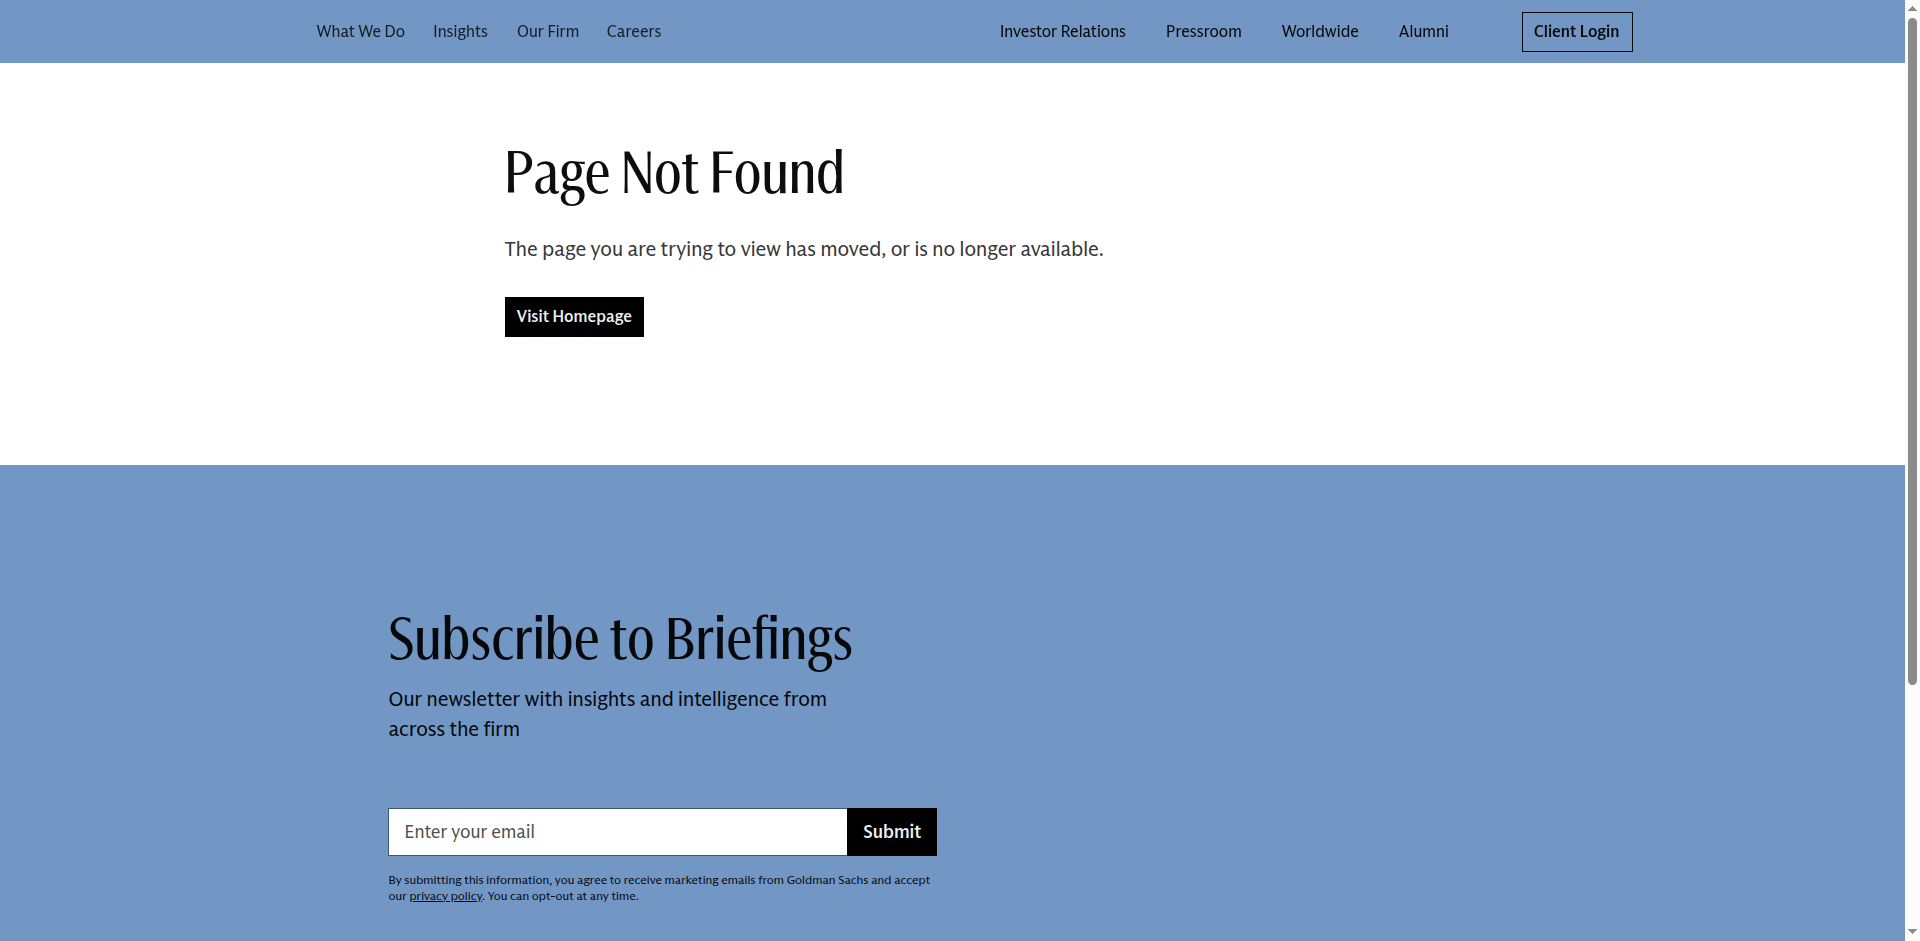 What We Do Insights Our Firm Careers Investor Relations Pressroom Worldwide Alumni Client Login
Page Not Found
The page you are trying to view has moved, or is no longer available.
Visit Homepage
Subscribe to Briefings
Our newsletter with insights and intelligence from
across the firm
Enter your email Submit
By submitting this information, you agree to receive marketing emails from Goldman Sachs and accept
our privacy policy. You can opt-out at any time.